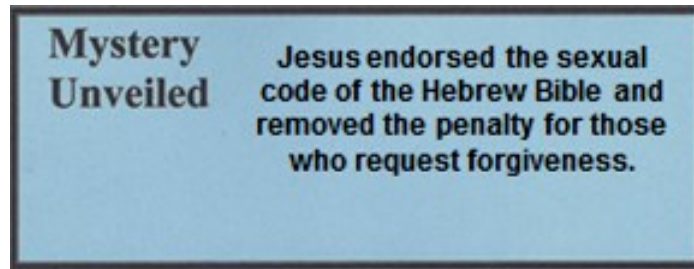 Mystery
Unveiled
Jesus endorsed the sexual
code of the Hebrew Bible and
removed the penalty for those
who request forgiveness.